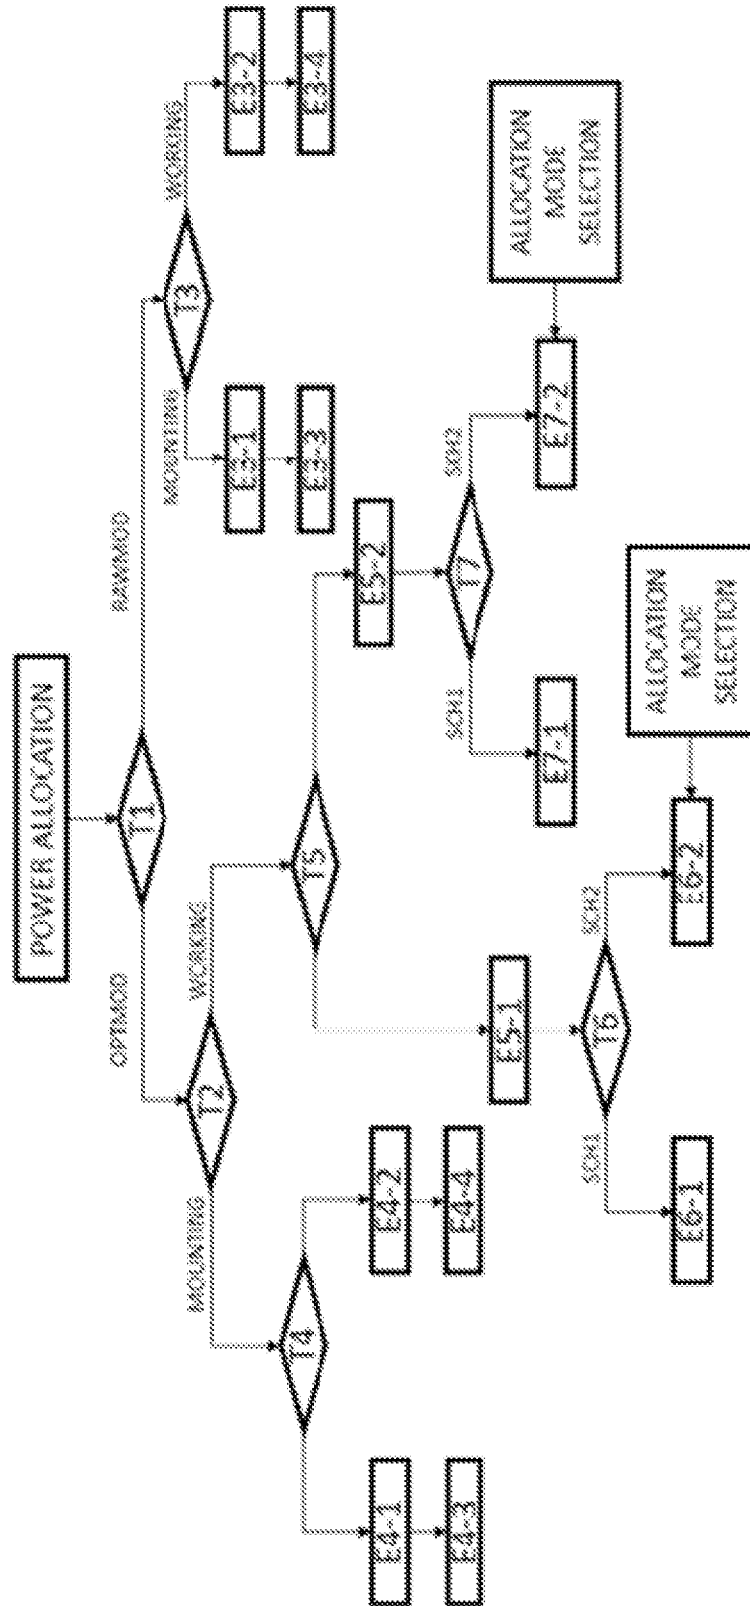 POWER ALLOCATION
T1
OPTMOD
RAWMOD
T2
T3
MOUNTING
WORKING
MOUNTING
WORKING
E3-1
E3-2
E3-3
E3-4
T4
T5
E4-1
E4-2
E4-3
E4-4
E5-1
E5-2
T7
SCH1
SCH2
E7-1
E7-2
ALLOCATION
MODE
SELECTION
T6
SCH1
SCH2
E6-1
E6-2
ALLOCATION
MODE
SELECTION